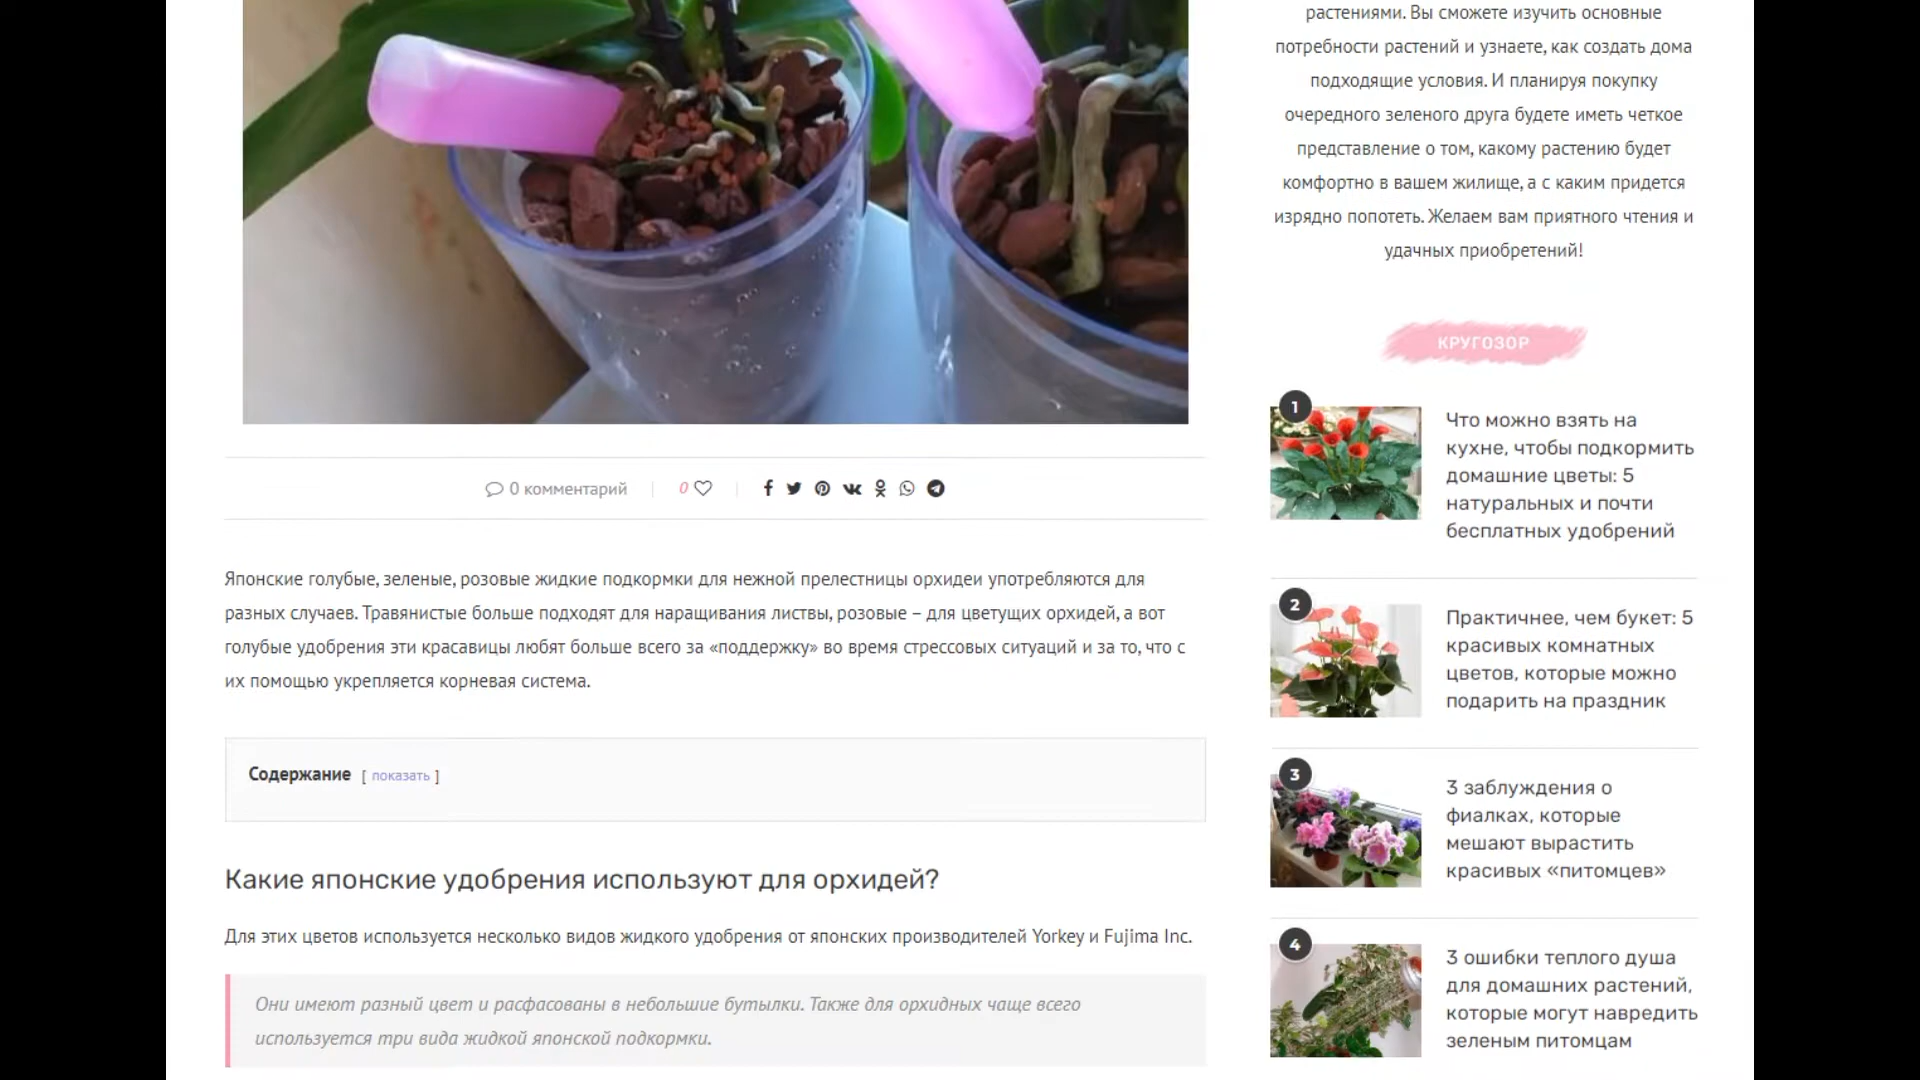 0 комментарий
0
Японские голубые, зеленые, розовые жидкие подкормки для нежной прелестницы орхидеи употребляются для
разных случаев. Травянистые больше подходят для наращивания листвы, розовые – для цветущих орхидей, а вот
голубые удобрения эти красавицы любят больше всего за «поддержку» во время стрессовых ситуаций и за то, что с
их помощью укрепляется корневая система.
Содержание [ показать ]
Какие японские удобрения используют для орхидей?
Для этих цветов используется несколько видов жидкого удобрения от японских производителей Yorkey и Fujima Inc.
Они имеют разный цвет и расфасованы в небольшие бутылки. Также для орхидных чаще всего
используется три вида жидкой японской подкормки.
растениями. Вы сможете изучить основные
потребности растений и узнаете, как создать дома
подходящие условия. И планируя покупку
очередного зеленого друга будете иметь четкое
представление о том, какому растению будет
комфортно в вашем жилище, а с каким придется
изрядно попотеть. Желаем вам приятного чтения и
удачных приобретений!
КРУГОЗОР
1
Что можно взять на
кухне, чтобы подкормить
домашние цветы: 5
натуральных и почти
бесплатных удобрений
2
Практичнее, чем букет: 5
красивых комнатных
цветов, которые можно
подарить на праздник
3
3 заблуждения о
фиалках, которые
мешают вырастить
красивых «питомцев»
4
3 ошибки теплого душа
для домашних растений,
которые могут навредить
зеленым питомцам